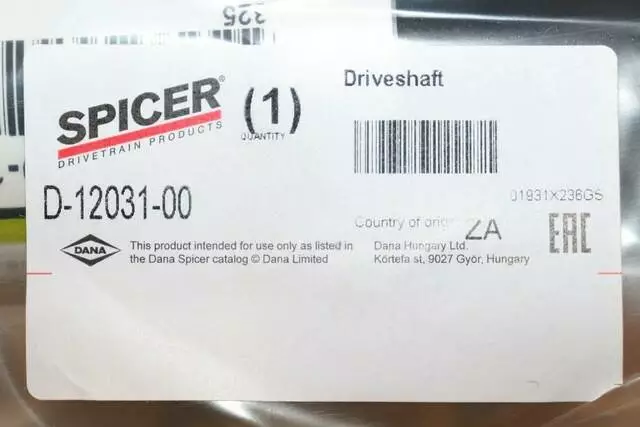 325
SPICER®
DRIVETRAIN PRODUCTS
(1)
QUANTITY
Driveshaft
D-12031-00
01931X236GS
Country of origin ZA
EAC
DANA
This product intended for use only as listed in
the Dana Spicer catalog © Dana Limited
Dana Hungary Ltd.
Körtefa st, 9027 Győr, Hungary